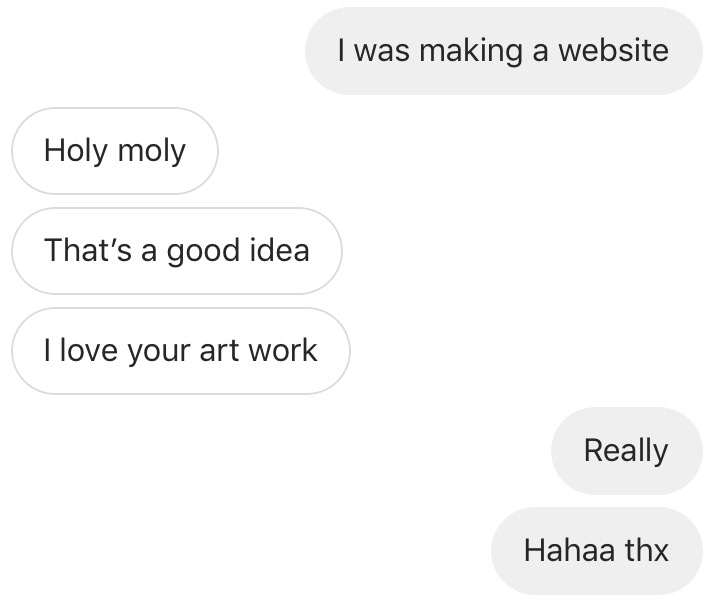 I was making a website
Holy moly
That’s a good idea
I love your art work
Really
Hahaa thx